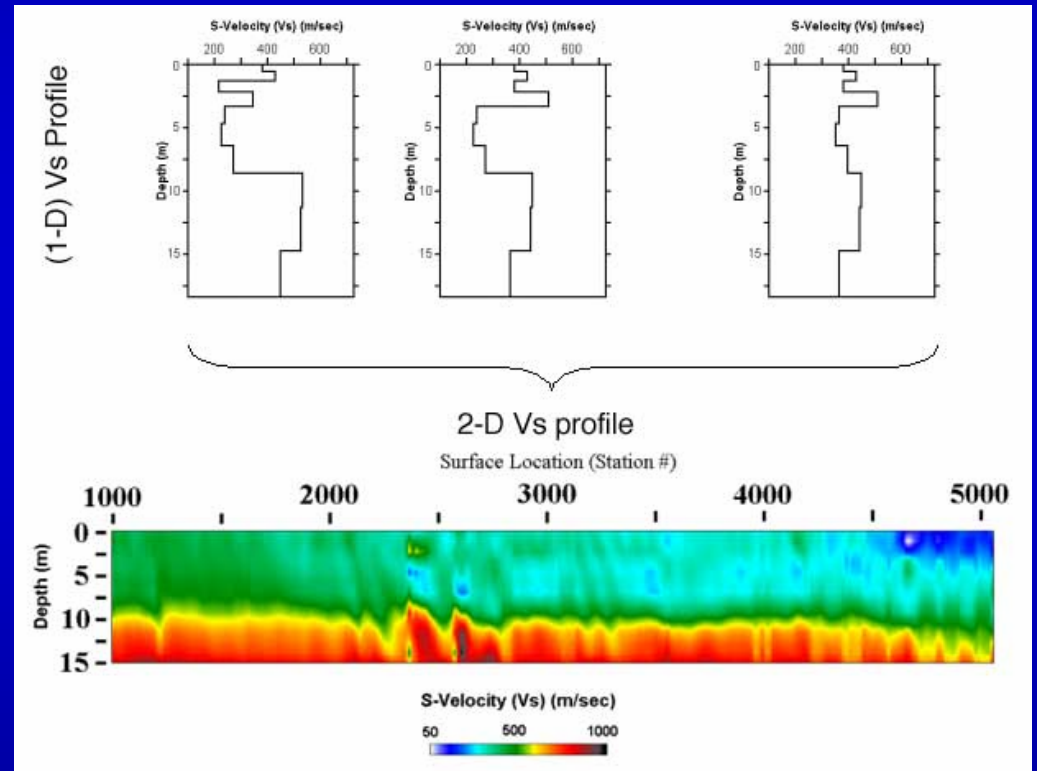 S-Velocity (Vs) (m/sec) S-Velocity (Vs) (m/sec) S-Velocity (Vs) (m/sec)
200 400 600 200 400 600 200 400 600
(1-D) Vs Profile
Depth (m) Depth (m) Depth (m)
0 0 0
5 5 5
10 10 10
15 15 15
2-D Vs profile
Surface Location (Station #)
1000 2000 3000 4000 5000
Depth (m)
0
5
10
15
S-Velocity (Vs) (m/sec)
50 500 1000